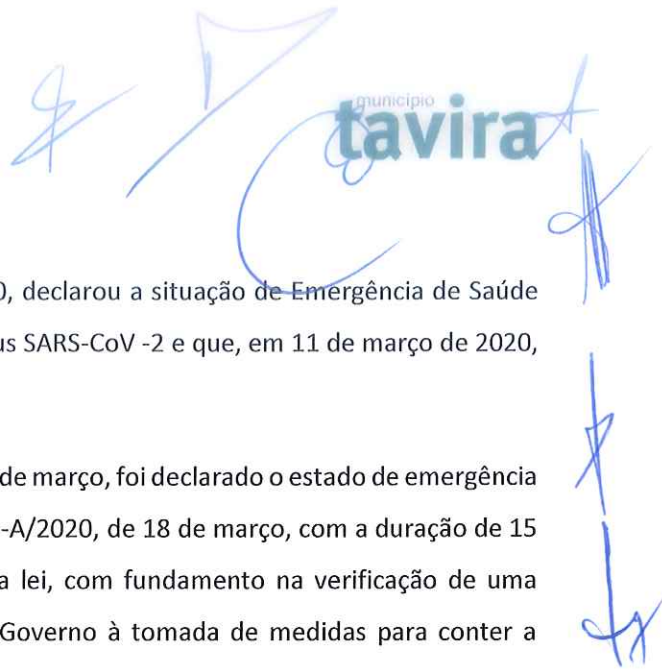 município
tavira
0, declarou a situação de Emergência de Saúde
us SARS-CoV -2 e que, em 11 de março de 2020,
de março, foi declarado o estado de emergência
-A/2020, de 18 de março, com a duração de 15
a lei, com fundamento na verificação de uma
Governo à tomada de medidas para conter a